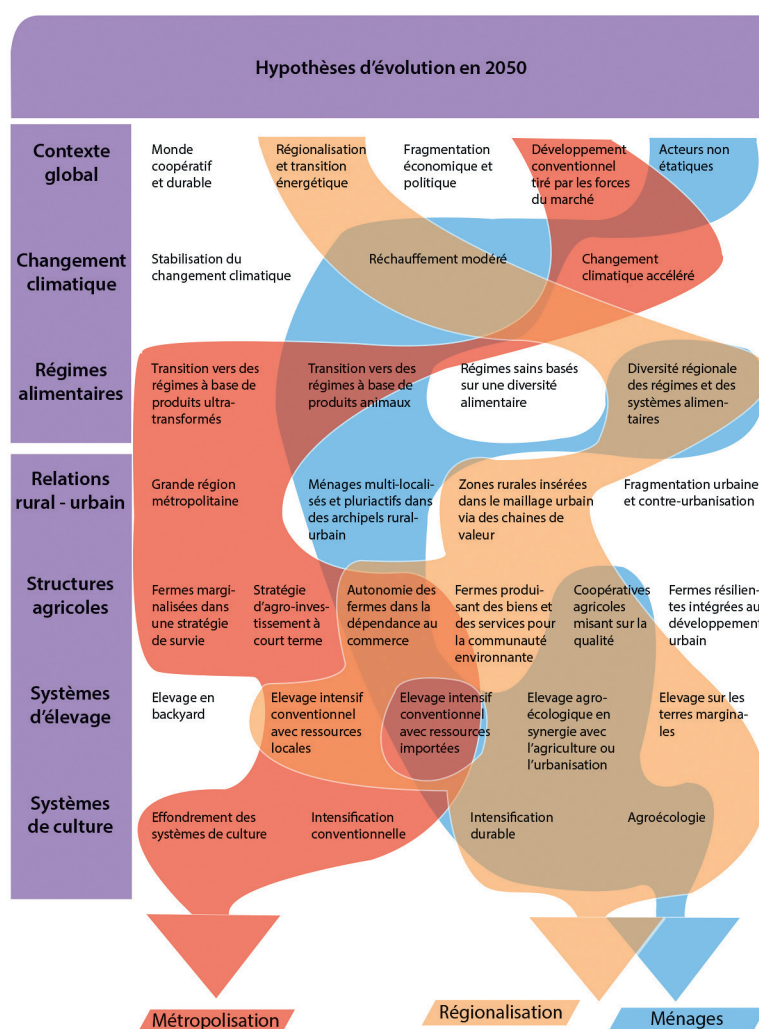 Hypothèses d'évolution en 2050
Contexte
global
Monde
coopératif
et durable
Régionalisation
et transition
énergétique
Fragmentation
économique et
politique
Développement
conventionnel
tiré par les forces
du marché
Acteurs non
étatiques
Changement
climatique
Stabilisation du
changement climatique
Réchauffement modéré
Changement
climatique accéléré
Régimes
alimentaires
Transition vers des
régimes à base de
produits ultra-
transformés
Transition vers des
régimes à base de
produits animaux
Régimes sains basés
sur une diversité
alimentaire
Diversité régionale
des régimes et des
systèmes alimen-
taires
Relations
rural - urbain
Grande région
métropolitaine
Ménages multi-locali-
sés et pluriactifs dans
des archipels rural-
urbain
Zones rurales insérées
dans le maillage urbain
via des chaines de
valeur
Fragmentation urbaine
et contre-urbanisation
Structures
agricoles
Fermes margi-
nalisées dans
une stratégie
de survie
Stratégie
d'agro-inves-
tissement à
court terme
Autonomie des
fermes dans la
dépendance au
commerce
Fermes produi-
sant des biens et
des services pour
la communauté
environnante
Coopératives
agricoles
misant sur la
qualité
Fermes résilien-
tes intégrées au
développement
urbain
Systèmes
d'élevage
Elevage en
backyard
Elevage intensif
conventionnel
avec ressources
locales
Elevage intensif
conventionnel
avec ressources
importées
Elevage agro-
écologique en
synergie avec
l'agriculture ou
l'urbanisation
Elevage sur les
terres margina-
les
Systèmes
de culture
Effondrement des
systèmes de culture
Intensification
conventionnelle
Intensification
durable
Agroécologie
Métropolisation
Régionalisation
Ménages